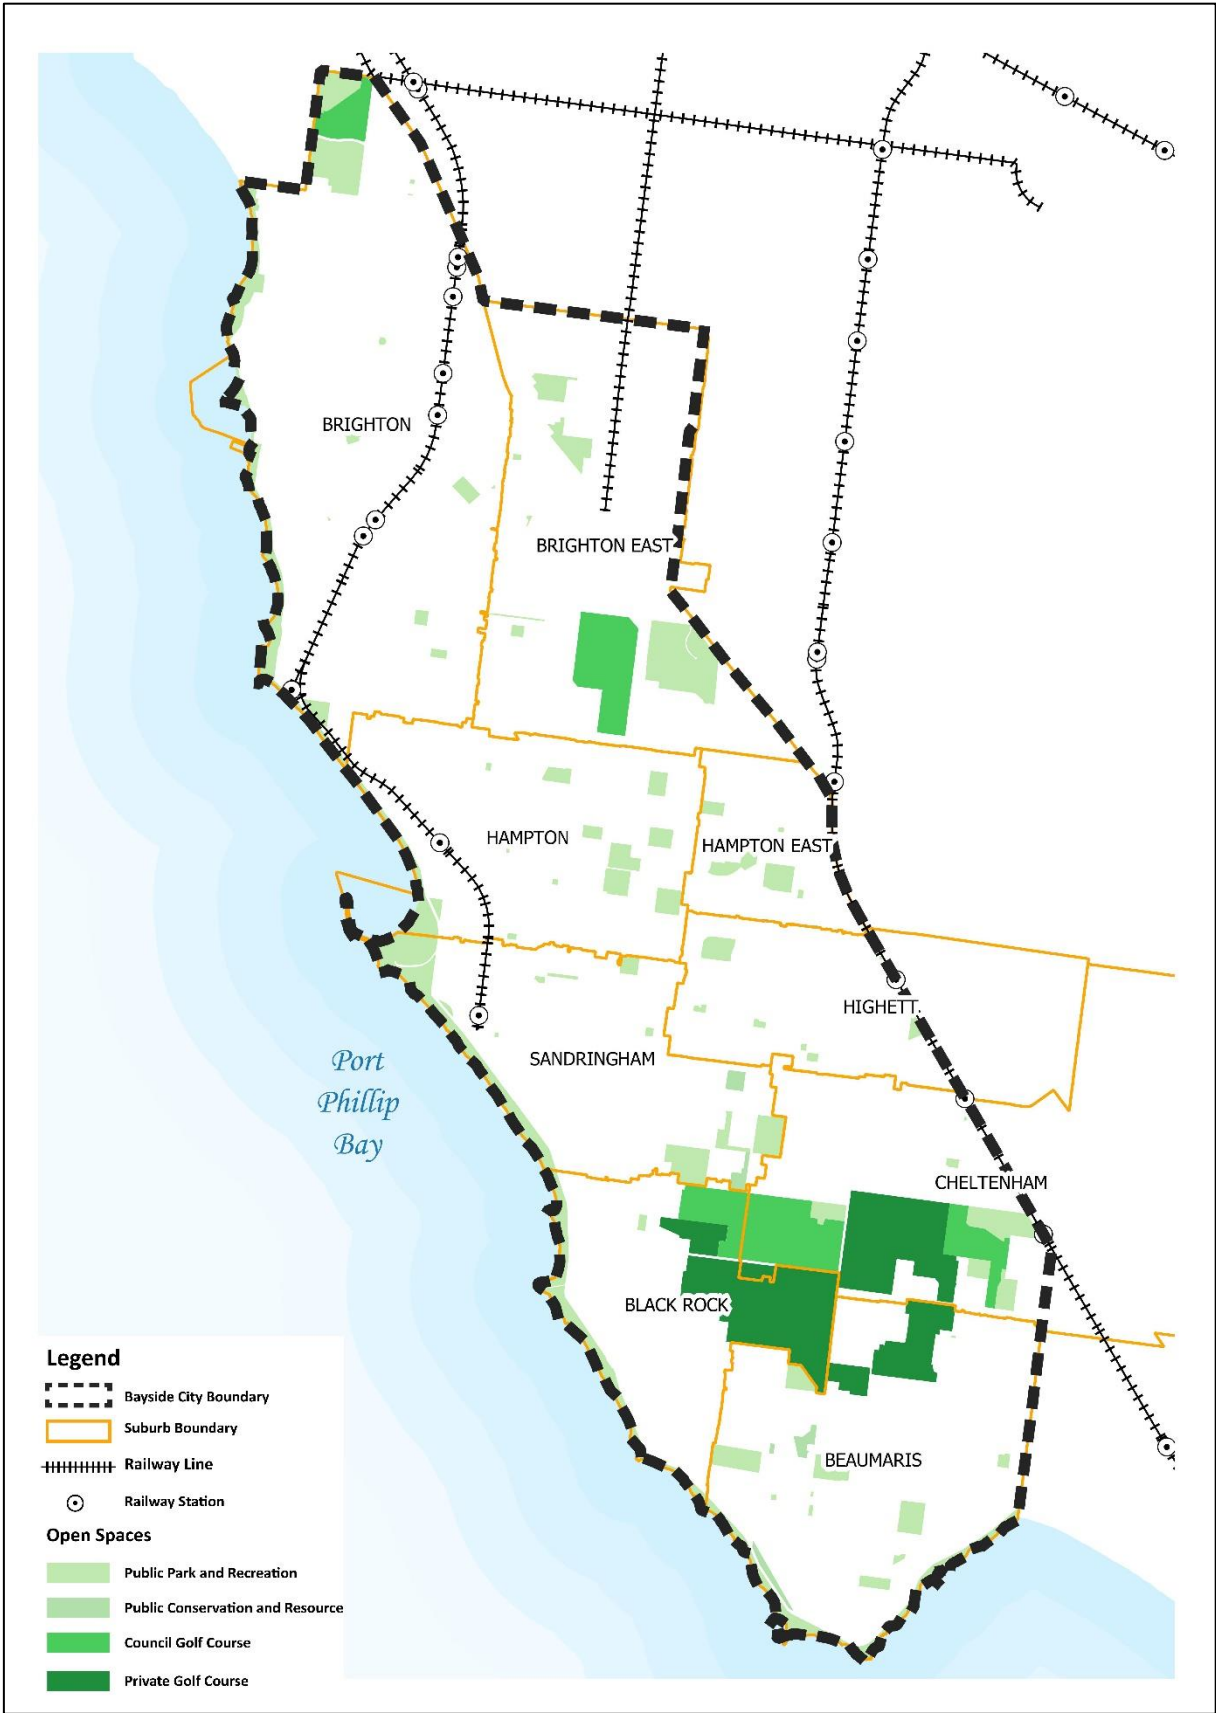 BRIGHTON
BRIGHTON EAST
HAMPTON
HAMPTON EAST
HIGHETT
SANDRINGHAM
Port
Phillip
Bay
CHELTENHAM
BLACK ROCK
BEAUMARIS
Legend
Bayside City Boundary
Suburb Boundary
Railway Line
Railway Station
Open Spaces
Public Park and Recreation
Public Conservation and Resource
Council Golf Course
Private Golf Course